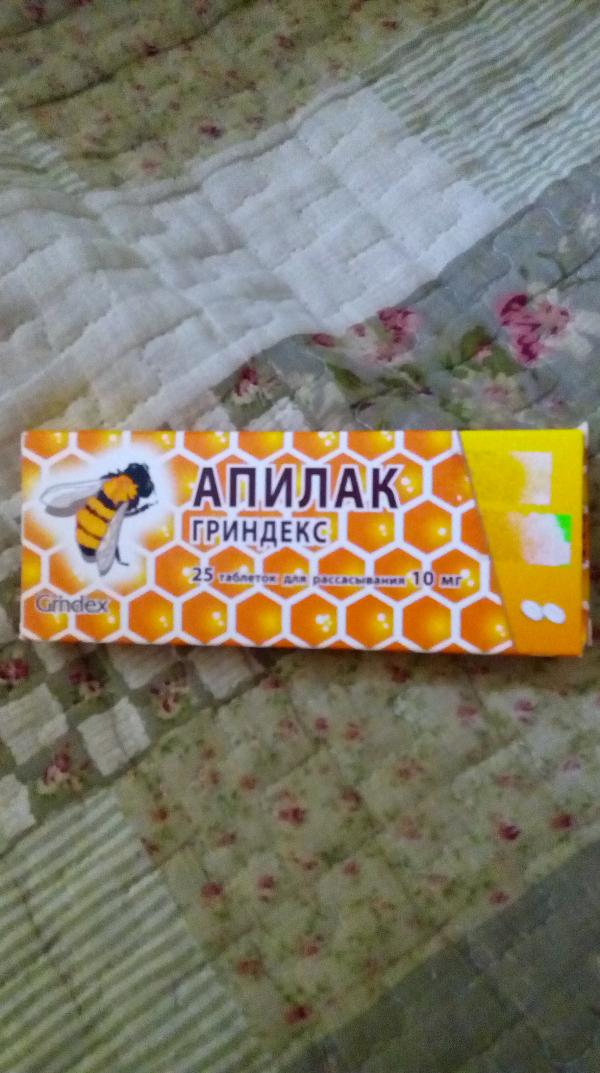 АПИЛАК
ГРИНДЕКС
25 таблеток для рассасывания 10 мг
Grindex